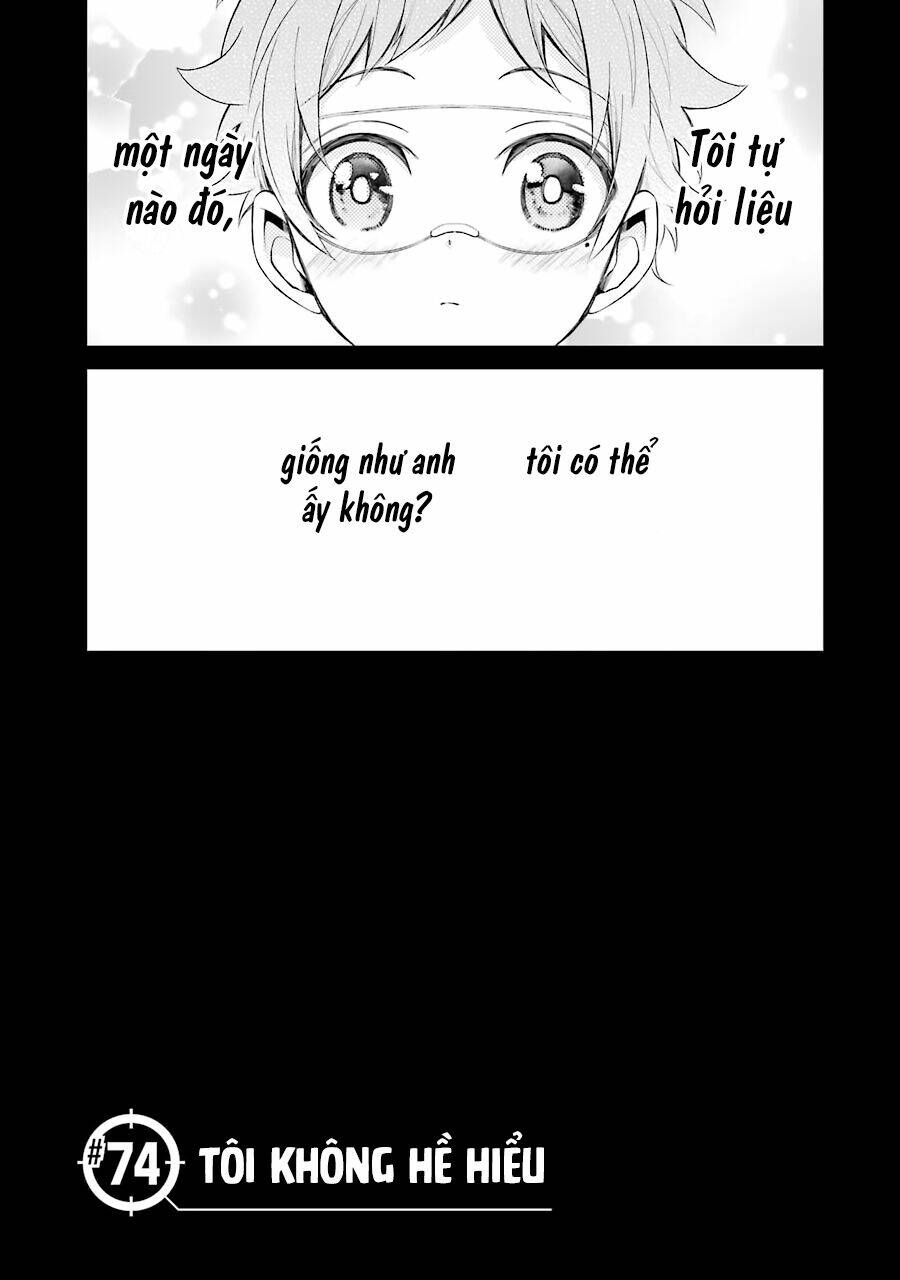 Tôi tự
hỏi liệu
một ngày
nào đó,
tôi có thể
giống như anh
ấy không?
#74
TÔI KHÔNG HỀ HIỂU